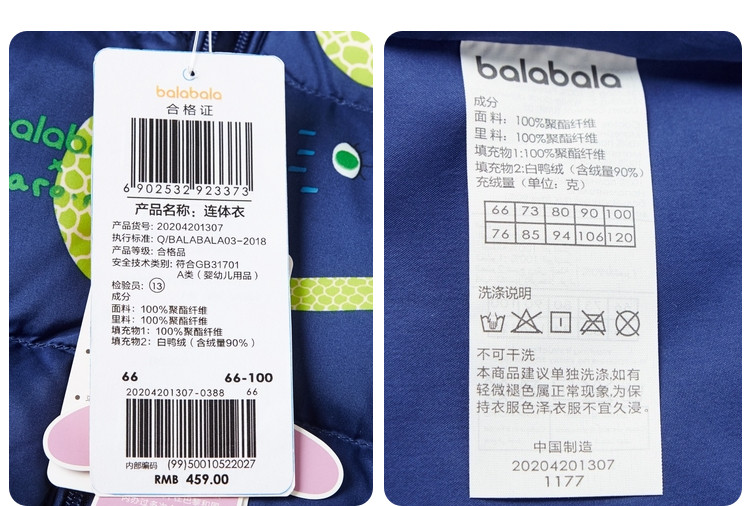 balabala
合格证
6 902532 923373
产品名称：连体衣
产品货号：20204201307
执行标准：Q/BALABALA03-2018
产品等级：合格品
安全技术类别：符合GB31701
A类（婴幼儿用品）
检验员：⑬
成分
面料：100%聚酯纤维
里料：100%聚酯纤维
填充物1：100%聚酯纤维
填充物2：白鸭绒（含绒量90%）
66 66-100
20204201307-0388 66
内部编码 (99)50010522027
RMB 459.00
alaba
aro
balabala
成分
面料：100%聚酯纤维
里料：100%聚酯纤维
填充物1:100%聚酯纤维
填充物2:白鸭绒（含绒量90%）
充绒量（单位：克）
66 73 80 90 100
76 85 94 106 120
洗涤说明
不可干洗
本商品建议单独洗涤,如有
轻微褪色属正常现象,为保
持衣服色泽,衣服不宜久浸。
中国制造
20204201307
1177